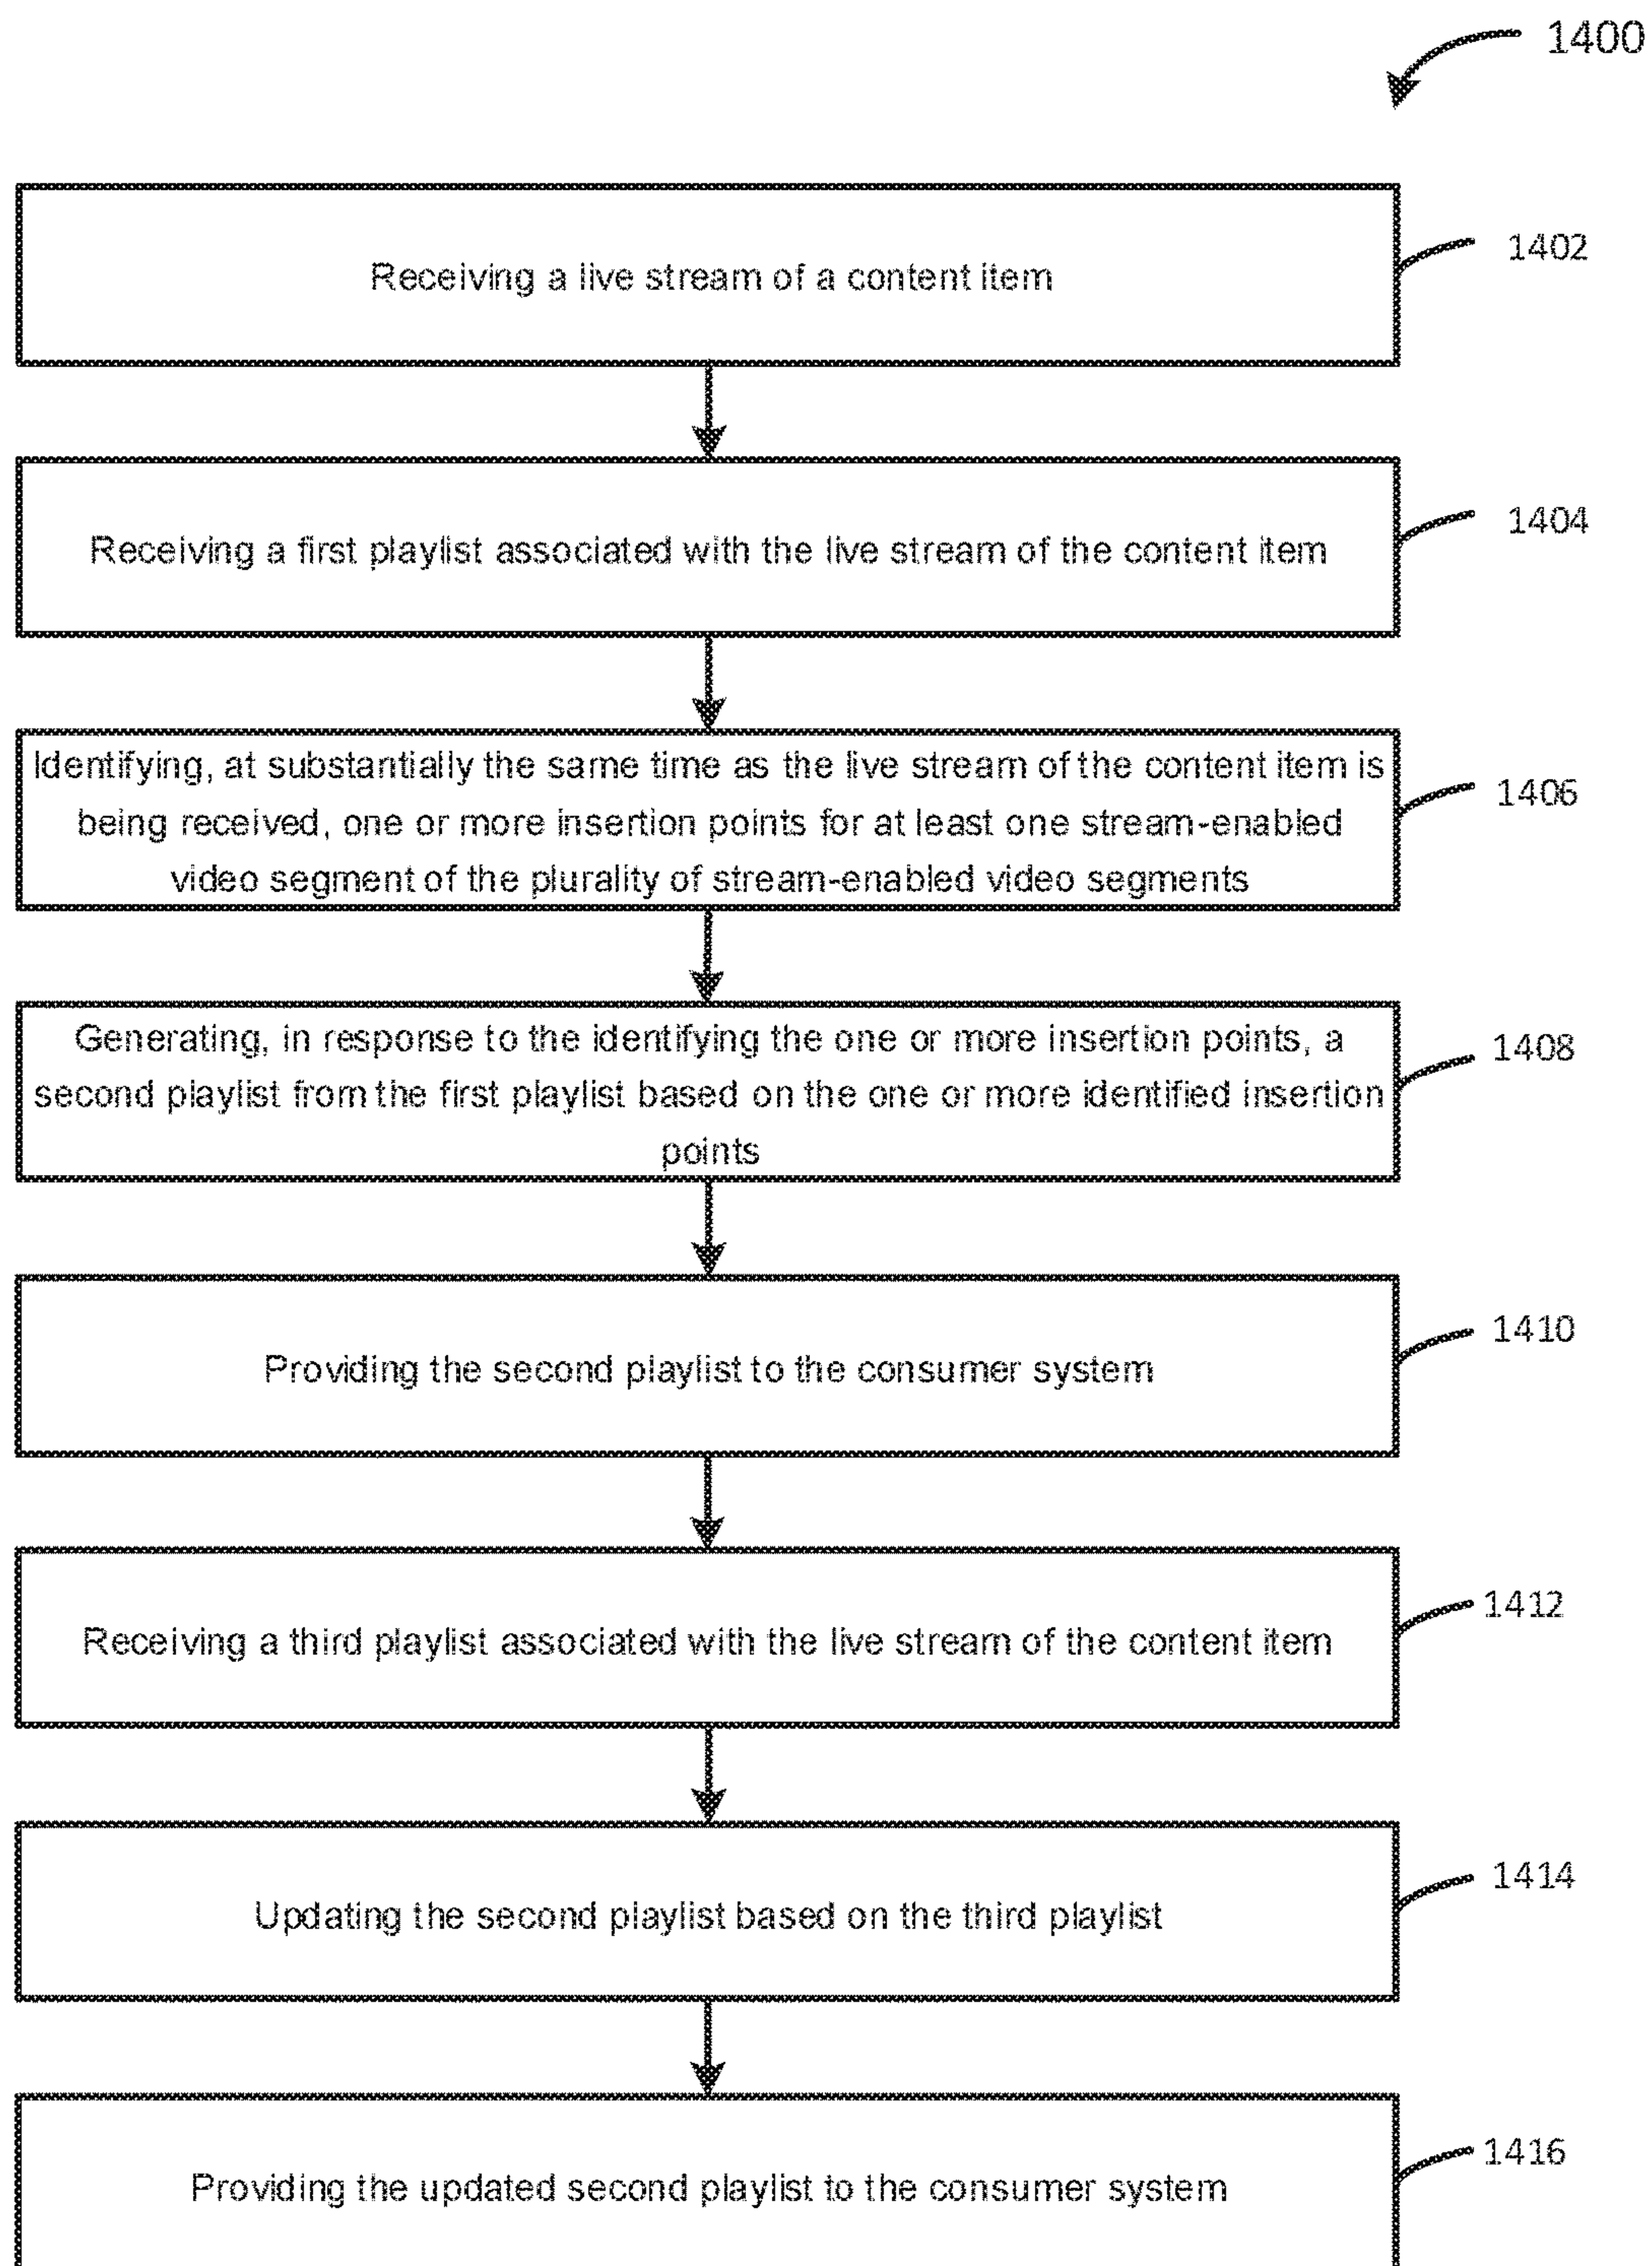 1400
Receiving a live stream of a content item
1402
Receiving a first playlist associated with the live stream of the content item
1404
Identifying, at substantially the same time as the live stream of the content item is
being received, one or more insertion points for at least one stream-enabled
video segment of the plurality of stream-enabled video segments
1406
Generating, in response to the identifying the one or more insertion points, a
second playlist from the first playlist based on the one or more identified insertion
points
1408
Providing the second playlist to the consumer system
1410
Receiving a third playlist associated with the live stream of the content item
1412
Updating the second playlist based on the third playlist
1414
Providing the updated second playlist to the consumer system
1416